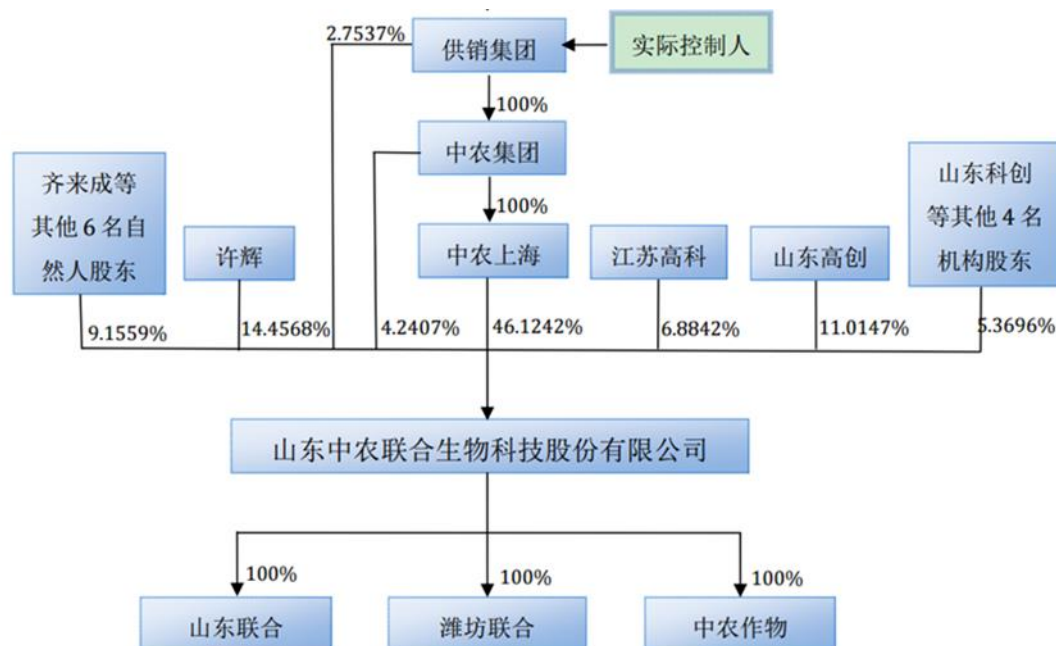 2.7537%
供销集团
实际控制人
100%
中农集团
100%
齐来成等
其他 6 名自
然人股东
许辉
中农上海
江苏高科
山东高创
山东科创
等其他 4 名
机构股东
9.1559%
14.4568%
4.2407%
46.1242%
6.8842%
11.0147%
5.3696%
山东中农联合生物科技股份有限公司
100%
100%
100%
山东联合
潍坊联合
中农作物